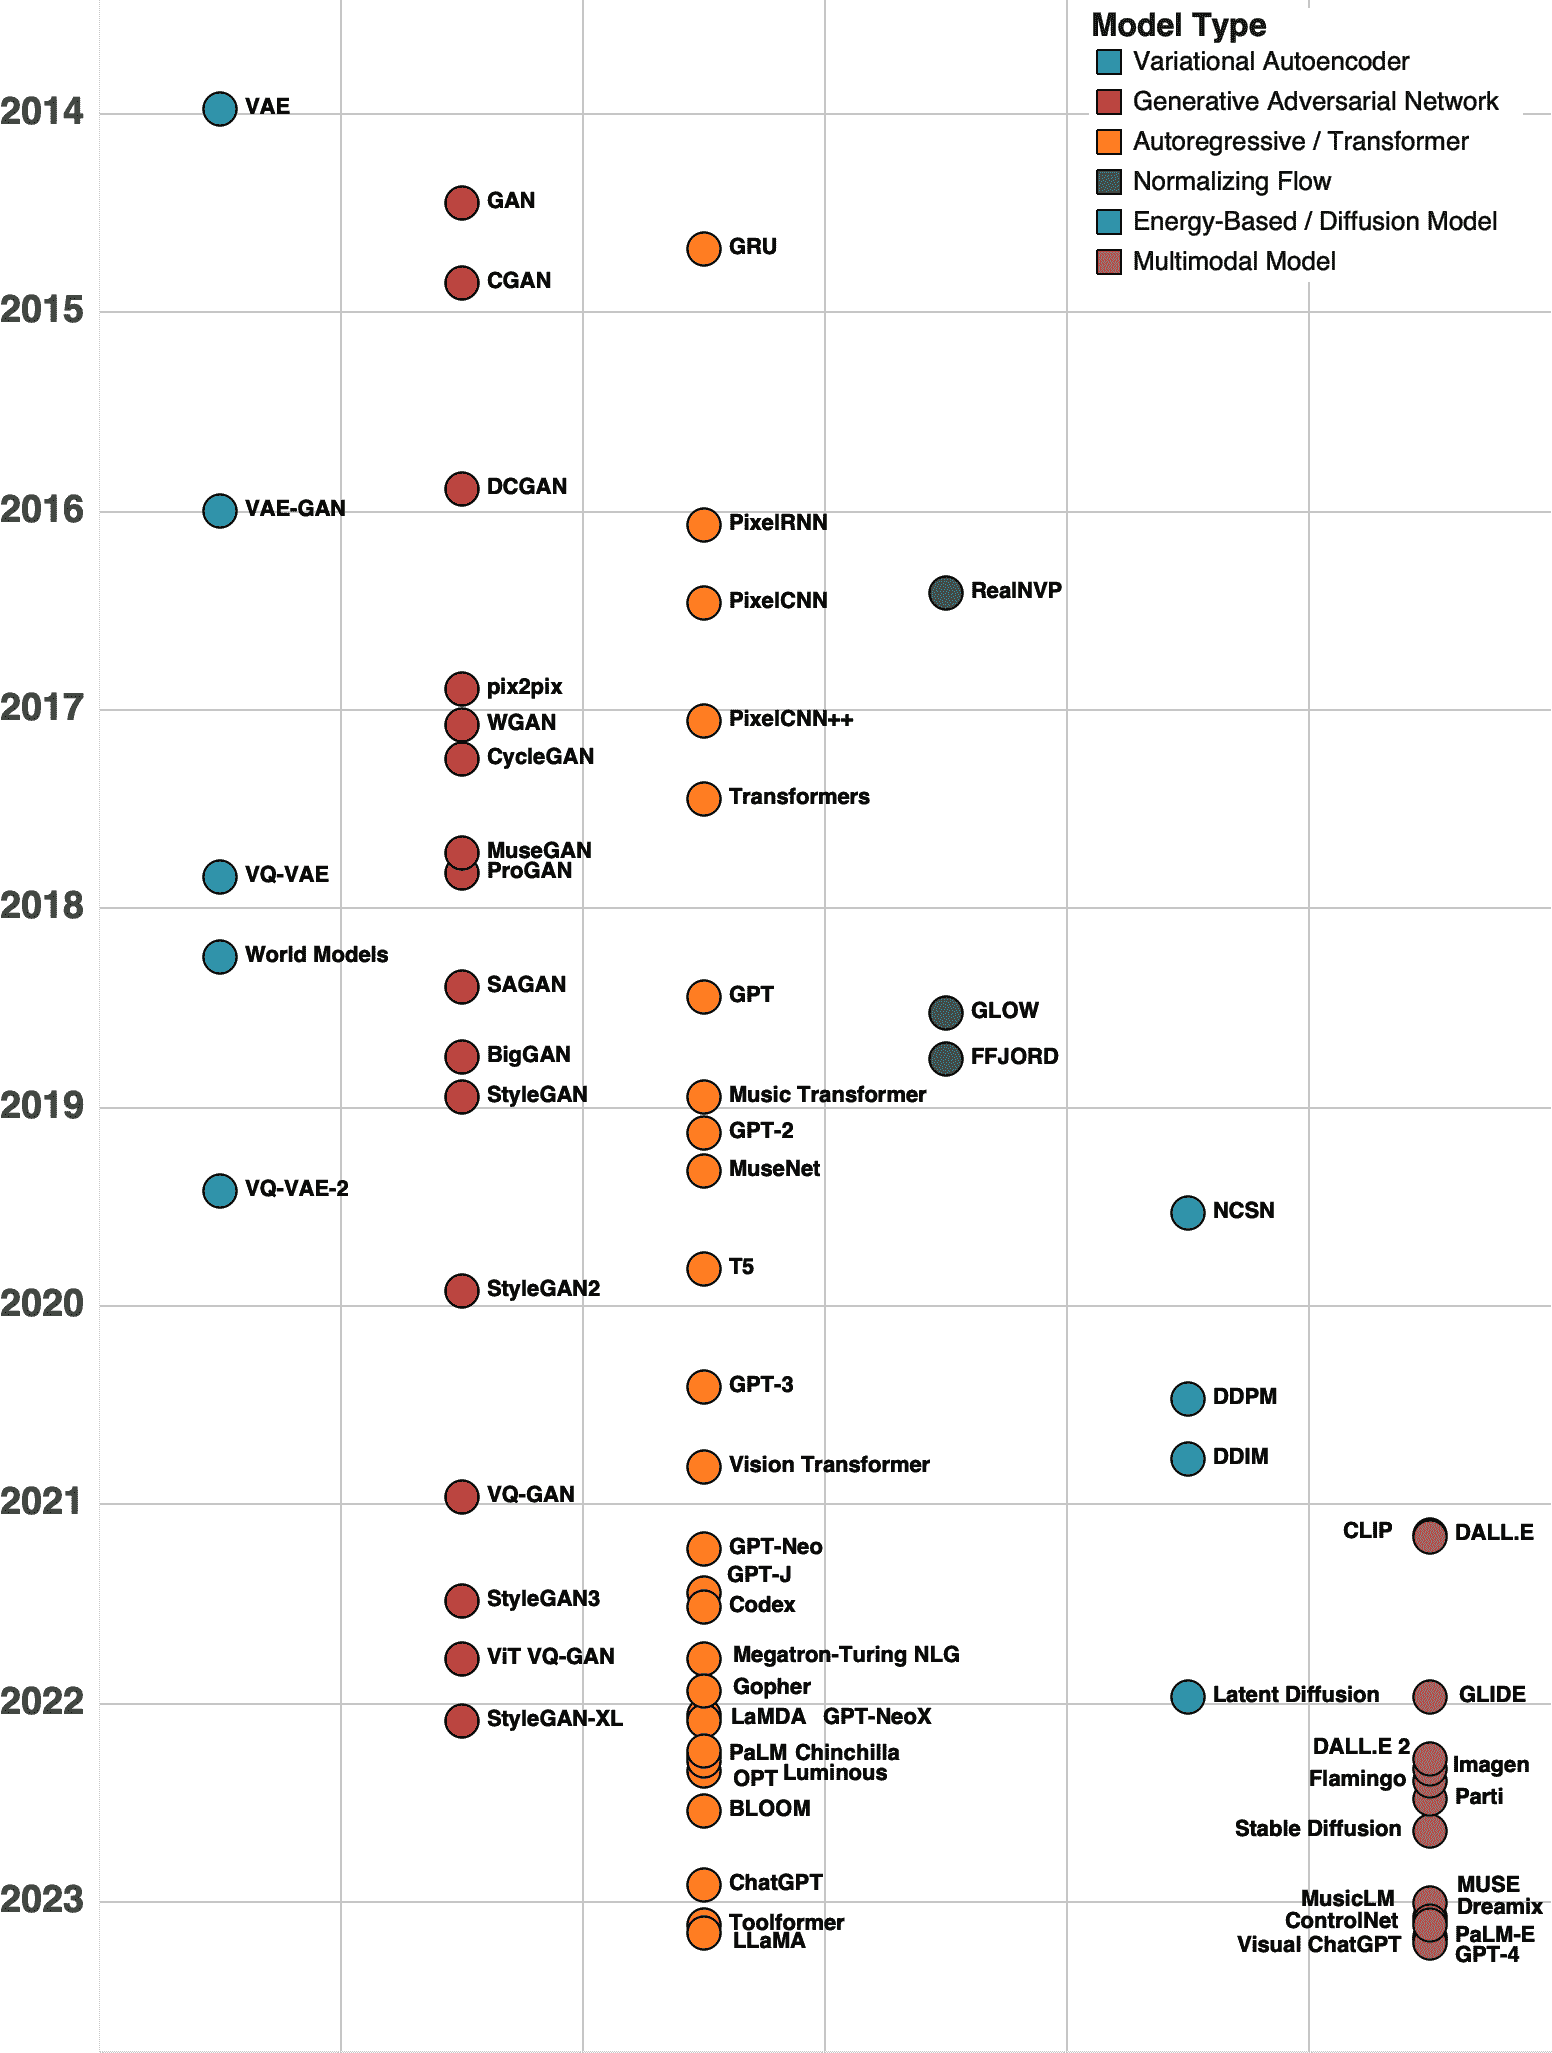 Model Type
Variational Autoencoder
Generative Adversarial Network
Autoregressive / Transformer
Normalizing Flow
Energy-Based / Diffusion Model
Multimodal Model
2014
VAE
GAN
GRU
CGAN
2015
DCGAN
2016
VAE-GAN
PixelRNN
RealNVP
PixelCNN
pix2pix
2017
WGAN
PixelCNN++
CycleGAN
Transformers
MuseGAN
ProGAN
VQ-VAE
2018
World Models
SAGAN
GPT
GLOW
BigGAN
FFJORD
StyleGAN
Music Transformer
2019
GPT-2
MuseNet
VQ-VAE-2
NCSN
T5
StyleGAN2
2020
GPT-3
DDPM
Vision Transformer
DDIM
VQ-GAN
2021
CLIP
DALL.E
GPT-Neo
GPT-J
StyleGAN3
Codex
ViT VQ-GAN
Megatron-Turing NLG
Gopher
Latent Diffusion
GLIDE
2022
StyleGAN-XL
LaMDA
GPT-NeoX
DALL.E 2
PaLM
Chinchilla
Imagen
OPT
Luminous
Flamingo
Parti
BLOOM
Stable Diffusion
ChatGPT
MUSE
2023
MusicLM
Dreamix
Toolformer
ControlNet
LLaMA
PaLM-E
Visual ChatGPT
GPT-4